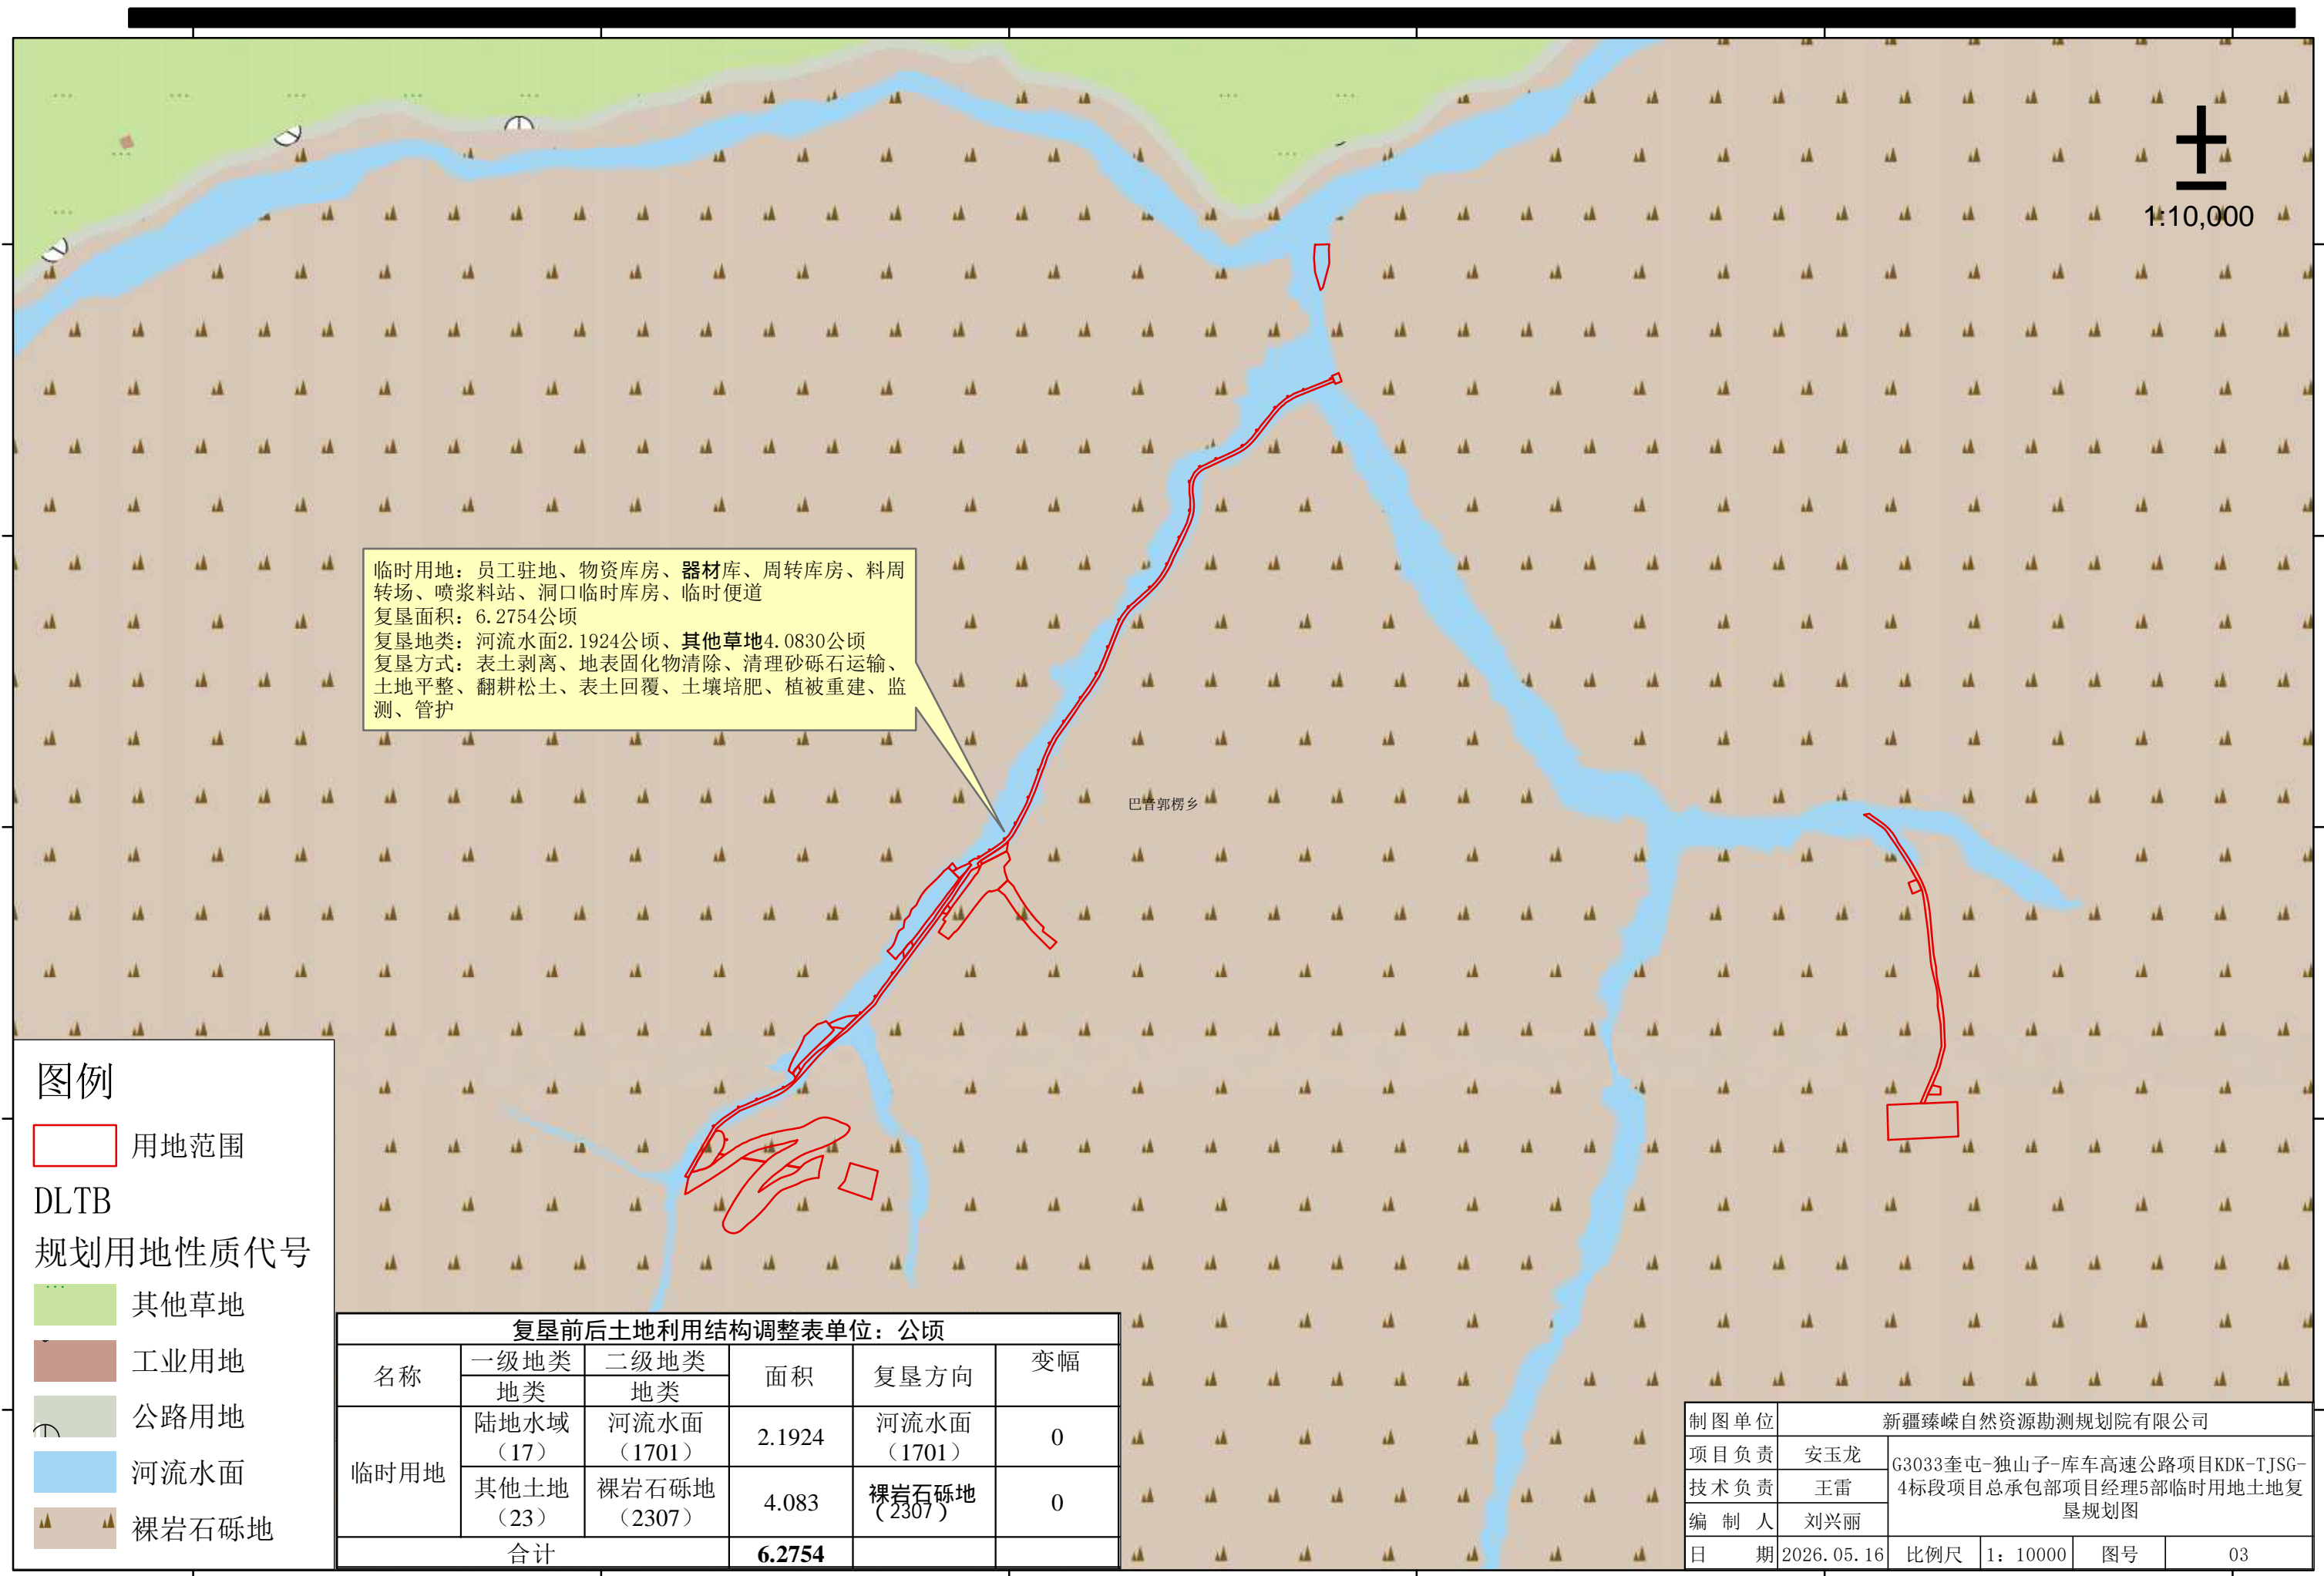 1:10,000
临时用地：员工驻地、物资库房、器材库、周转库房、料周
转场、喷浆料站、洞口临时库房、临时便道
复垦面积：6.2754公顷
复垦地类：河流水面2.1924公顷、其他草地4.0830公顷
复垦方式：表土剥离、地表固化物清除、清理砂砾石运输、
土地平整、翻耕松土、表土回覆、土壤培肥、植被重建、监
测、管护
巴音郭楞乡
图例
用地范围
DLTB
规划用地性质代号
其他草地
工业用地
公路用地
河流水面
裸岩石砾地
复垦前后土地利用结构调整表单位：公顷
名称 一级地类 二级地类 面积 复垦方向 变幅
地类 地类
临时用地
陆地水域（17） 河流水面（1701） 2.1924 河流水面（1701） 0
其他土地（23） 裸岩石砾地（2307） 4.083 裸岩石砾地（2307） 0
合计 6.2754
制图单位 新疆臻嵘自然资源勘测规划院有限公司
项目负责 安玉龙
技术负责 王雷
编制人 刘兴丽
G3033奎屯-独山子-库车高速公路项目KDK-TJSG-
4标段项目总承包部项目经理5部临时用地土地复
垦规划图
日期 2026.05.16 比例尺 1：10000 图号 03